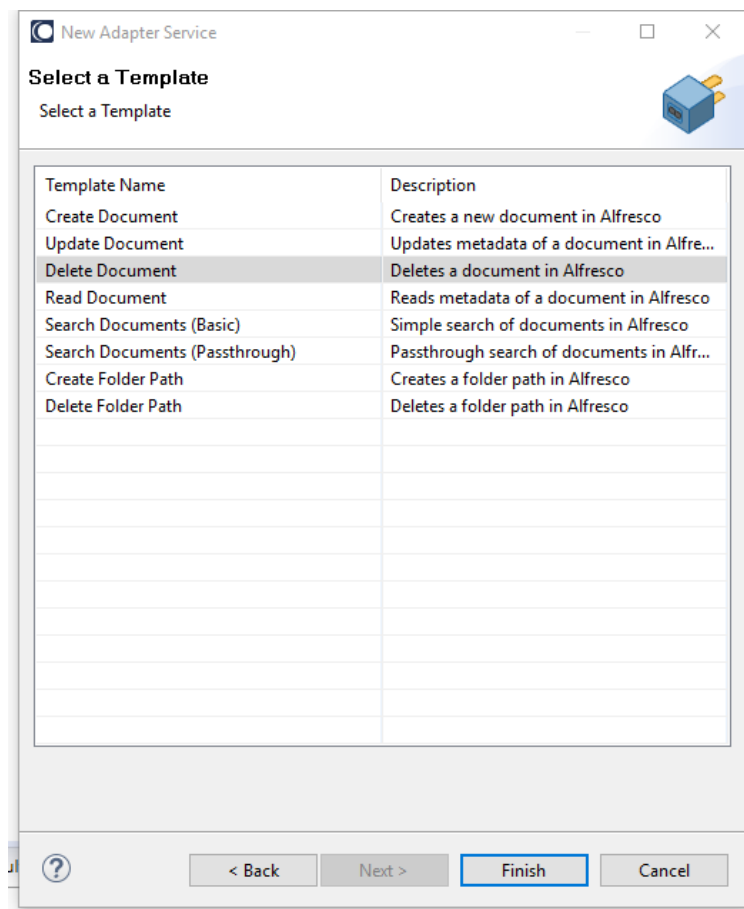 New Adapter Service
Select a Template
Select a Template
Template Name Description
Create Document Creates a new document in Alfresco
Update Document Updates metadata of a document in Alfre...
Delete Document Deletes a document in Alfresco
Read Document Reads metadata of a document in Alfresco
Search Documents (Basic) Simple search of documents in Alfresco
Search Documents (Passthrough) Passthrough search of documents in Alfr...
Create Folder Path Creates a folder path in Alfresco
Delete Folder Path Deletes a folder path in Alfresco
? < Back Next > Finish Cancel